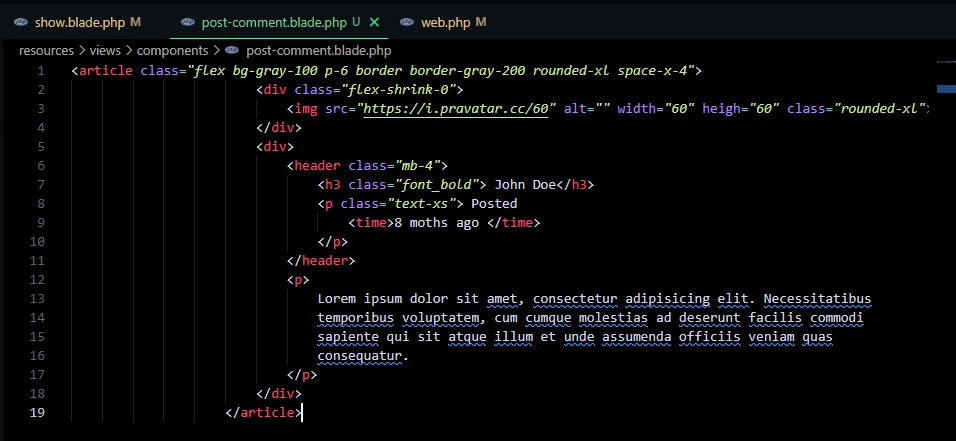 show.blade.php M post-comment.blade.php U × web.php M
resources > views > components > post-comment.blade.php
1 <article class="flex bg-gray-100 p-6 border border-gray-200 rounded-xl space-x-4">
2 <div class="flex-shrink-0">
3 <img src="https://i.pravatar.cc/60" alt="" width="60" heigh="60" class="rounded-xl">
4 </div>
5 <div>
6 <header class="mb-4">
7 <h3 class="font_bold"> John Doe</h3>
8 <p class="text-xs"> Posted
9 <time>8 moths ago </time>
10 </p>
11 </header>
12 <p>
13 Lorem ipsum dolor sit amet, consectetur adipisicing elit. Necessitatibus
14 temporibus voluptatem, cum cumque molestias ad deserunt facilis commodi
15 sapiente qui sit atque illum et unde assumenda officiis veniam quas
16 consequatur.
17 </p>
18 </div>
19 </article>